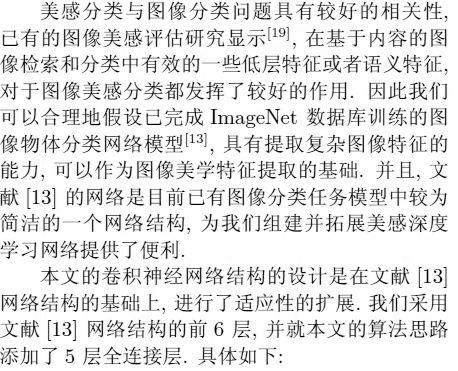 美感分类与图像分类问题具有较好的相关性,
已有的图像美感评估研究显示[19], 在基于内容的图
像检索和分类中有效的一些低层特征或者语义特征,
对于图像美感分类都发挥了较好的作用. 因此我们
可以合理地假设已完成 ImageNet 数据库训练的图
像物体分类网络模型[13], 具有提取复杂图像特征的
能力, 可以作为图像美学特征提取的基础. 并且, 文
献 [13] 的网络是目前已有图像分类任务模型中较为
简洁的一个网络结构, 为我们组建并拓展美感深度
学习网络提供了便利.
本文的卷积神经网络结构的设计是在文献 [13]
网络结构的基础上, 进行了适应性的扩展. 我们采用
文献 [13] 网络结构的前 6 层, 并就本文的算法思路
添加了 5 层全连接层. 具体如下: